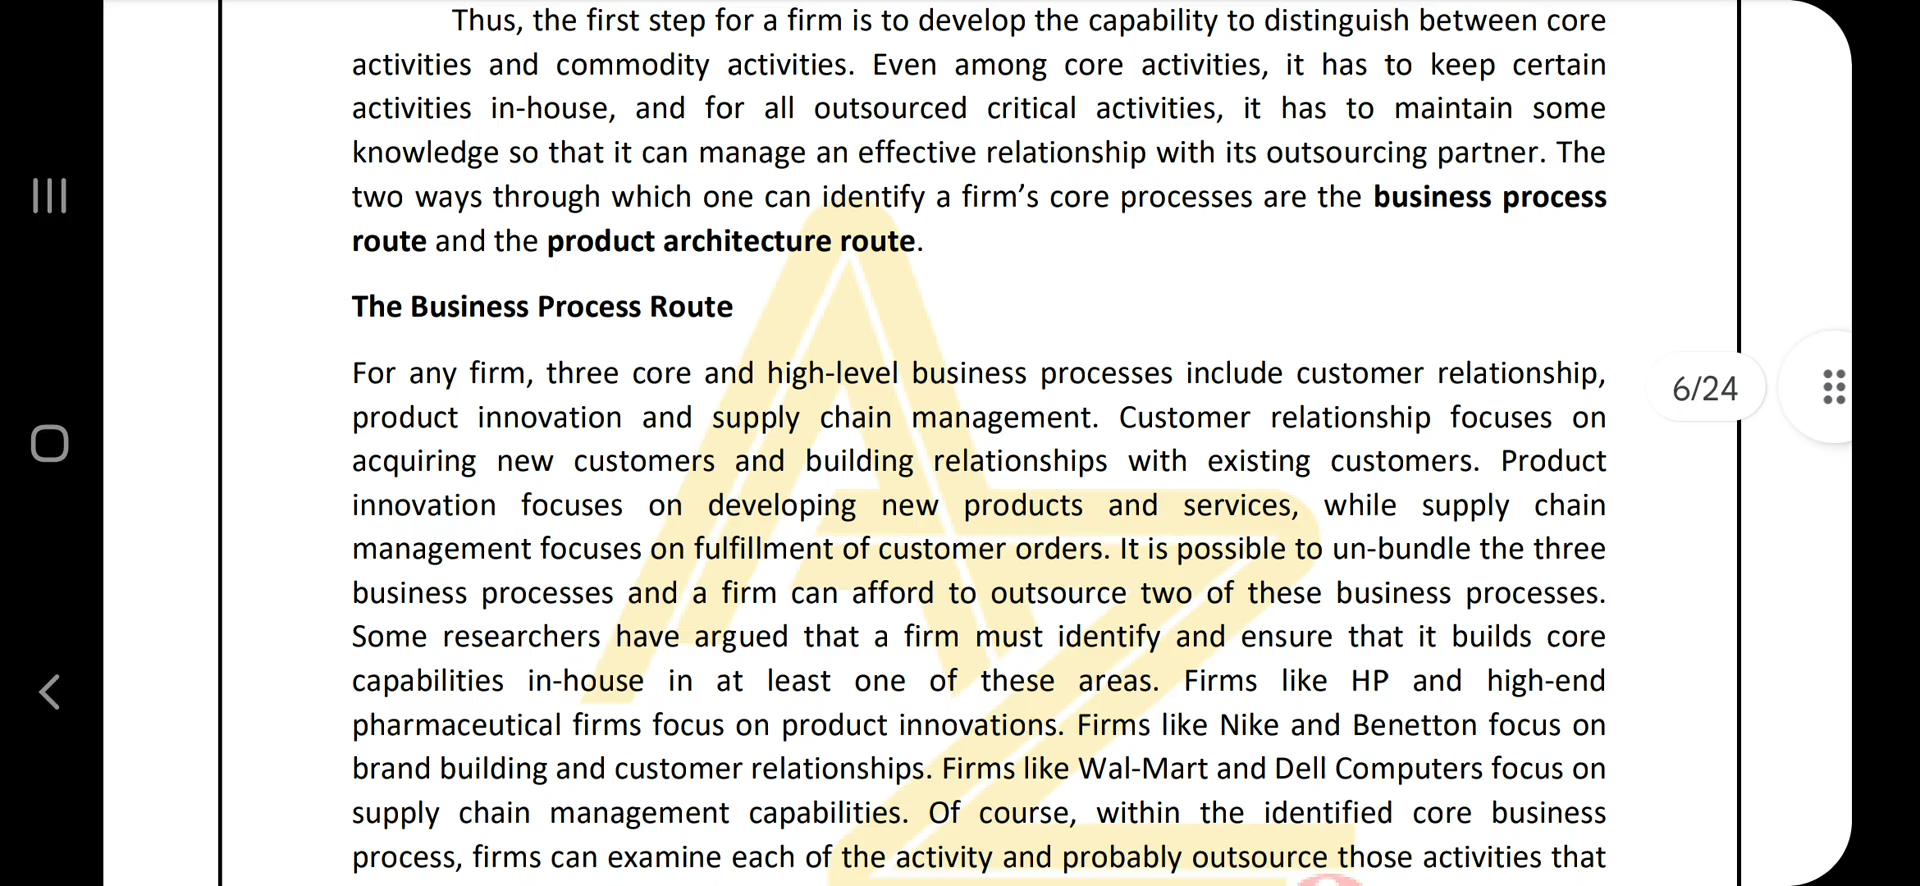 Thus, the first step for a firm is to develop the capability to distinguish between core
activities and commodity activities. Even among core activities, it has to keep certain
activities in-house, and for all outsourced critical activities, it has to maintain some
knowledge so that it can manage an effective relationship with its outsourcing partner. The
two ways through which one can identify a firm’s core processes are the business process
route and the product architecture route.
The Business Process Route
For any firm, three core and high-level business processes include customer relationship,
product innovation and supply chain management. Customer relationship focuses on
acquiring new customers and building relationships with existing customers. Product
innovation focuses on developing new products and services, while supply chain
management focuses on fulfillment of customer orders. It is possible to un-bundle the three
business processes and a firm can afford to outsource two of these business processes.
Some researchers have argued that a firm must identify and ensure that it builds core
capabilities in-house in at least one of these areas. Firms like HP and high-end
pharmaceutical firms focus on product innovations. Firms like Nike and Benetton focus on
brand building and customer relationships. Firms like Wal-Mart and Dell Computers focus on
supply chain management capabilities. Of course, within the identified core business
process, firms can examine each of the activity and probably outsource those activities that
6/24